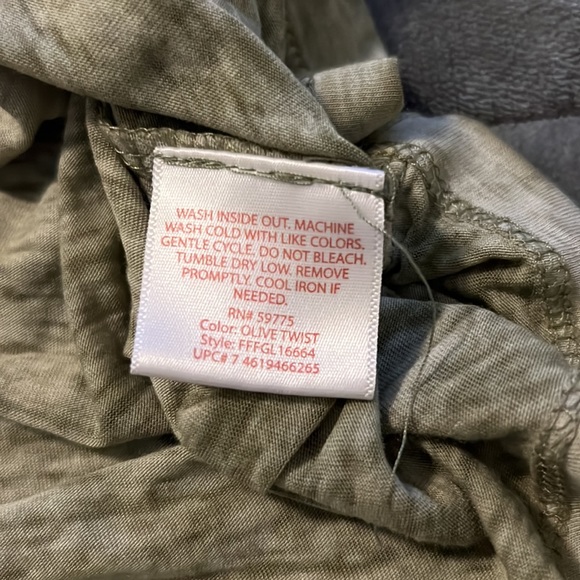 WASH INSIDE OUT. MACHINE
WASH COLD WITH LIKE COLORS.
GENTLE CYCLE. DO NOT BLEACH.
TUMBLE DRY LOW. REMOVE
PROMPTLY. COOL IRON IF
NEEDED.
RN# 59775
Color: OLIVE TWIST
Style: FFFGL16664
UPC# 7 4619466265